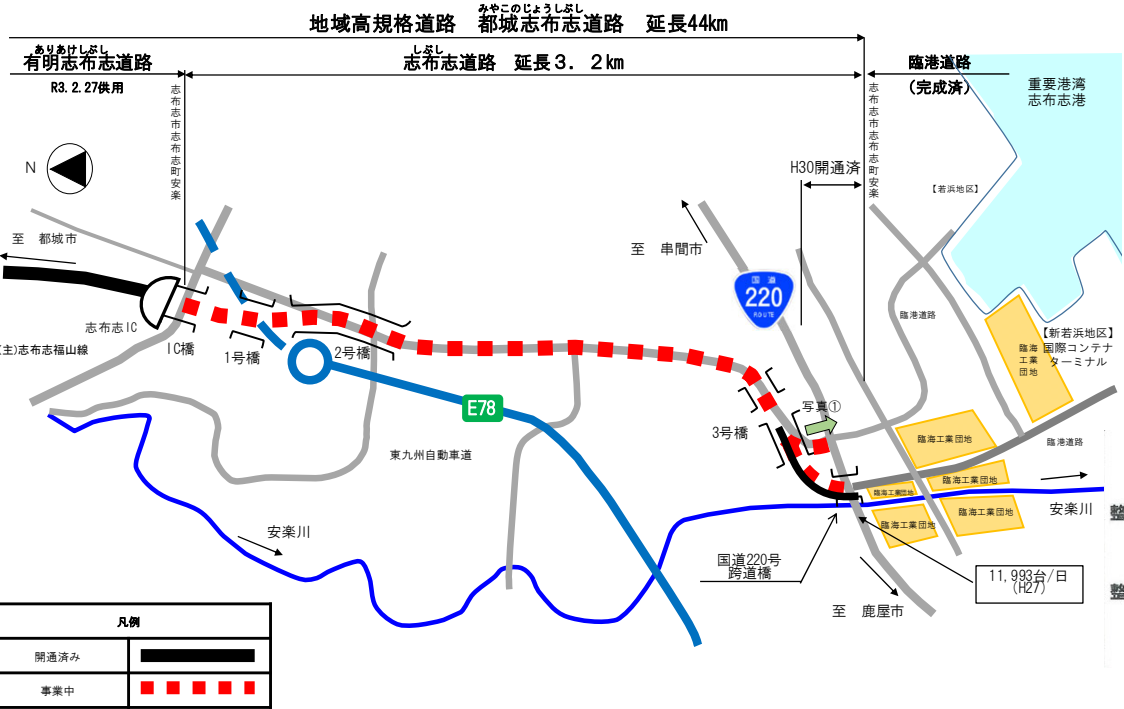 みやこのじょうしぶし
地域高規格道路 都城志布志道路 延長44km
ありあけしぶし
有明志布志道路
しぶし
志布志道路 延長3.2km
臨港道路
(完成済)
R3.2.27供用
志布志市志布志町安楽
志布志市志布志町安楽
重要港湾
志布志港
N
H30開通済
【若浜地区】
至 都城市
至 串間市
国道
220
ROUTE
臨港道路
志布志IC
(主)志布志福山線
IC橋
1号橋
2号橋
臨海
工業
団地
【新若浜地区】
国際コンテナ
ターミナル
E78
写真①
3号橋
臨海工業団地
臨港道路
東九州自動車道
臨海工業団地
臨海工業団地
臨海工業団地
臨海工業団地
安楽川
整
安楽川
国道220号
跨道橋
11,993台/日
(H27)
整
至 鹿屋市
凡例
開通済み
事業中